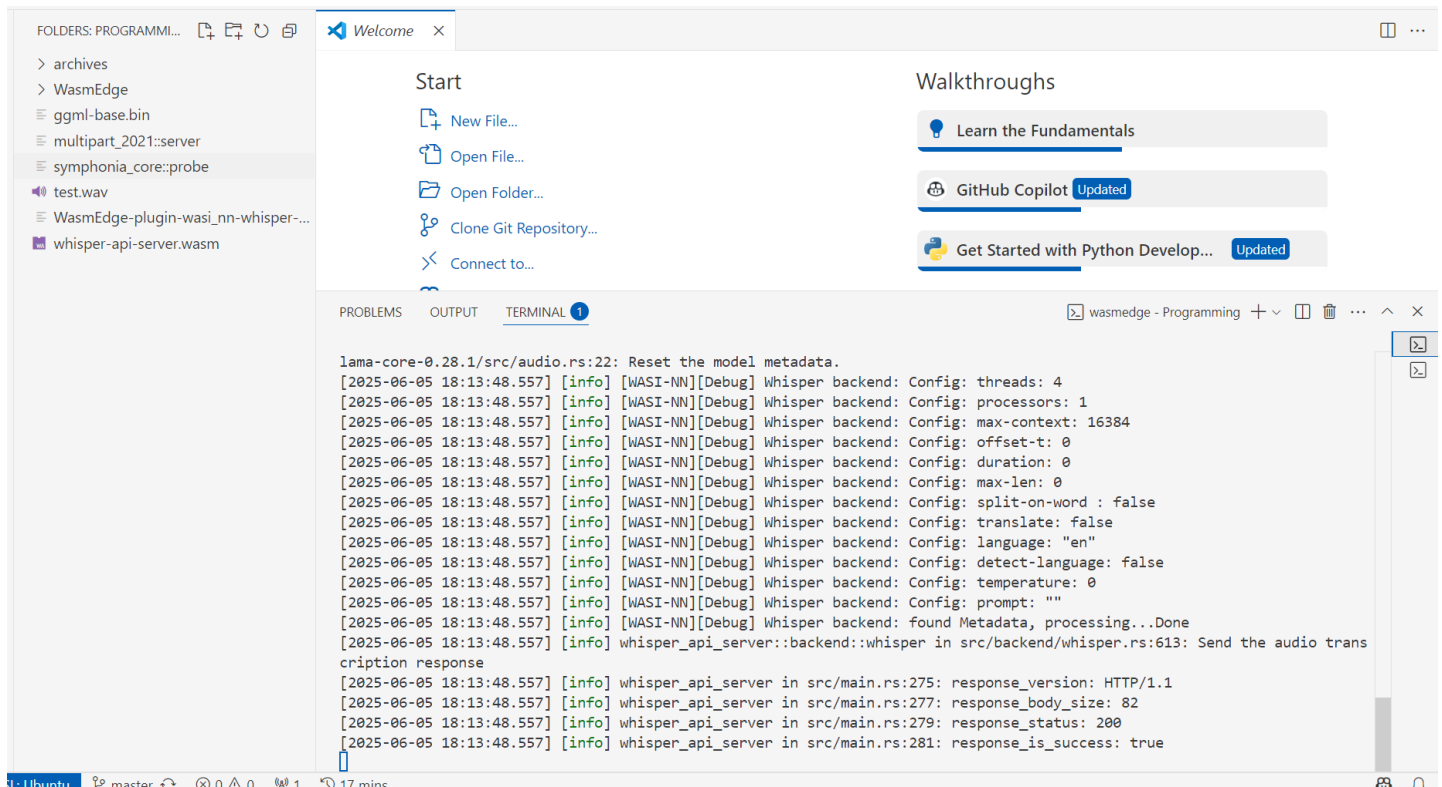 FOLDERS: PROGRAMMI...
archives
WasmEdge
ggml-base.bin
multipart_2021::server
symphonia_core::probe
test.wav
WasmEdge-plugin-wasi_nn-whisper-...
whisper-api-server.wasm
Welcome
Start
New File...
Open File...
Open Folder...
Clone Git Repository...
Connect to...
Walkthroughs
Learn the Fundamentals
GitHub Copilot Updated
Get Started with Python Develop... Updated
PROBLEMS OUTPUT TERMINAL 1 wasmedge - Programming
lama-core-0.28.1/src/audio.rs:22: Reset the model metadata.
[2025-06-05 18:13:48.557] [info] [WASI-NN][Debug] Whisper backend: Config: threads: 4
[2025-06-05 18:13:48.557] [info] [WASI-NN][Debug] Whisper backend: Config: processors: 1
[2025-06-05 18:13:48.557] [info] [WASI-NN][Debug] Whisper backend: Config: max-context: 16384
[2025-06-05 18:13:48.557] [info] [WASI-NN][Debug] Whisper backend: Config: offset-t: 0
[2025-06-05 18:13:48.557] [info] [WASI-NN][Debug] Whisper backend: Config: duration: 0
[2025-06-05 18:13:48.557] [info] [WASI-NN][Debug] Whisper backend: Config: max-len: 0
[2025-06-05 18:13:48.557] [info] [WASI-NN][Debug] Whisper backend: Config: split-on-word : false
[2025-06-05 18:13:48.557] [info] [WASI-NN][Debug] Whisper backend: Config: translate: false
[2025-06-05 18:13:48.557] [info] [WASI-NN][Debug] Whisper backend: Config: language: "en"
[2025-06-05 18:13:48.557] [info] [WASI-NN][Debug] Whisper backend: Config: detect-language: false
[2025-06-05 18:13:48.557] [info] [WASI-NN][Debug] Whisper backend: Config: temperature: 0
[2025-06-05 18:13:48.557] [info] [WASI-NN][Debug] Whisper backend: Config: prompt: ""
[2025-06-05 18:13:48.557] [info] [WASI-NN][Debug] Whisper backend: found Metadata, processing...Done
[2025-06-05 18:13:48.557] [info] whisper_api_server::backend::whisper in src/backend/whisper.rs:613: Send the audio trans
cription response
[2025-06-05 18:13:48.557] [info] whisper_api_server in src/main.rs:275: response_version: HTTP/1.1
[2025-06-05 18:13:48.557] [info] whisper_api_server in src/main.rs:277: response_body_size: 82
[2025-06-05 18:13:48.557] [info] whisper_api_server in src/main.rs:279: response_status: 200
[2025-06-05 18:13:48.557] [info] whisper_api_server in src/main.rs:281: response_is_success: true
Ubuntu master 0 0 1 17 mins